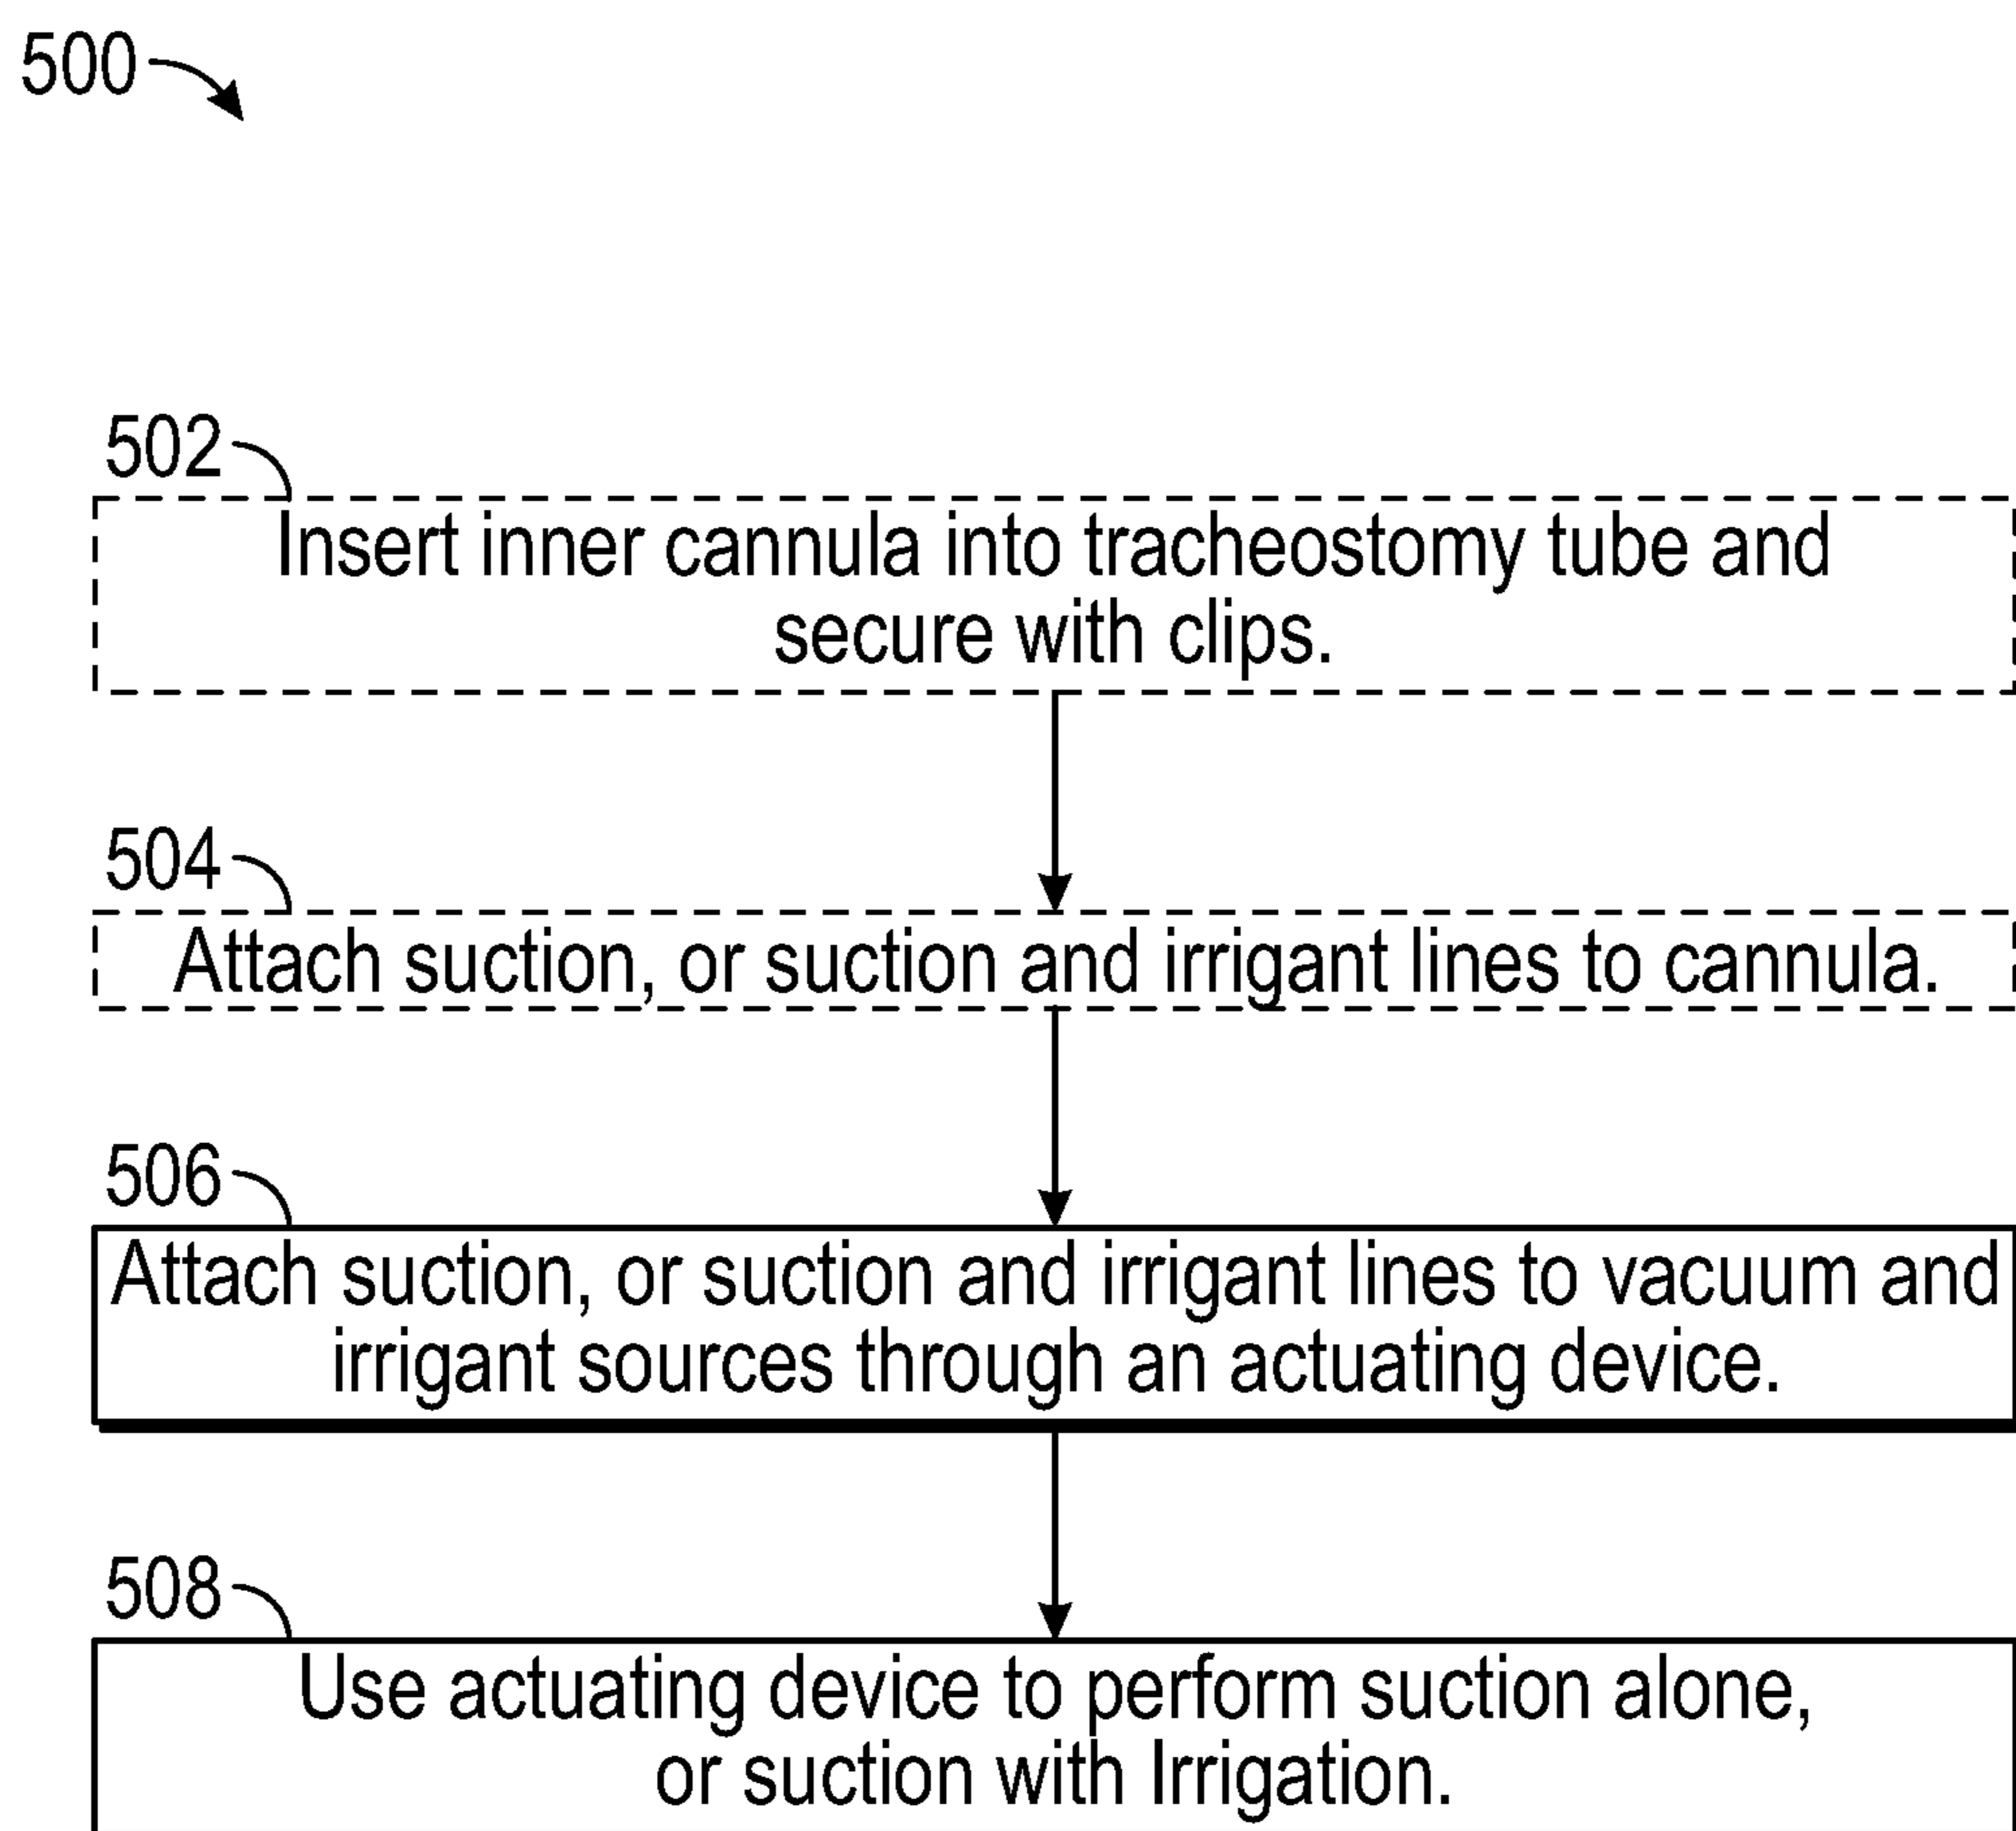 500
502
Insert inner cannula into tracheostomy tube and
secure with clips.
504
Attach suction, or suction and irrigant lines to cannula.
506
Attach suction, or suction and irrigant lines to vacuum and
irrigant sources through an actuating device.
508
Use actuating device to perform suction alone,
or suction with Irrigation.